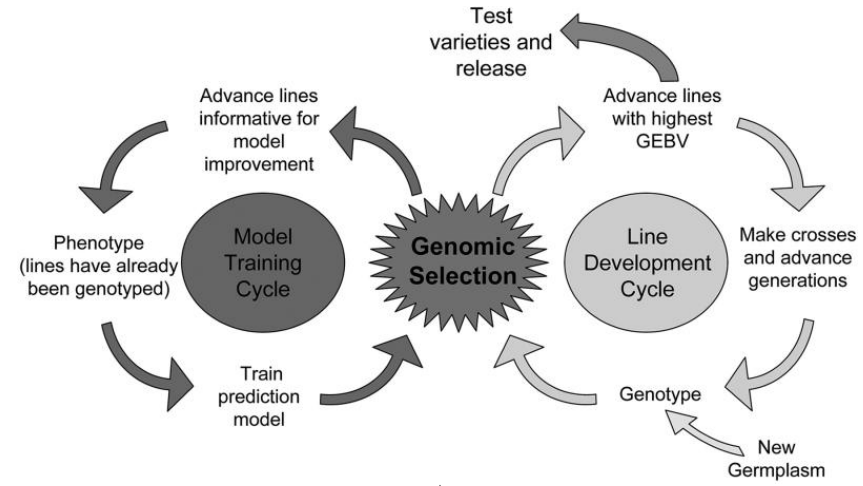 Test
varieties and
release
Advance lines
informative for
model
improvement
Advance lines
with highest
GEBV
Phenotype
(lines have already
been genotyped)
Model
Training
Cycle
Genomic
Selection
Line
Development
Cycle
Make crosses
and advance
generations
Train
prediction
model
Genotype
New
Germplasm